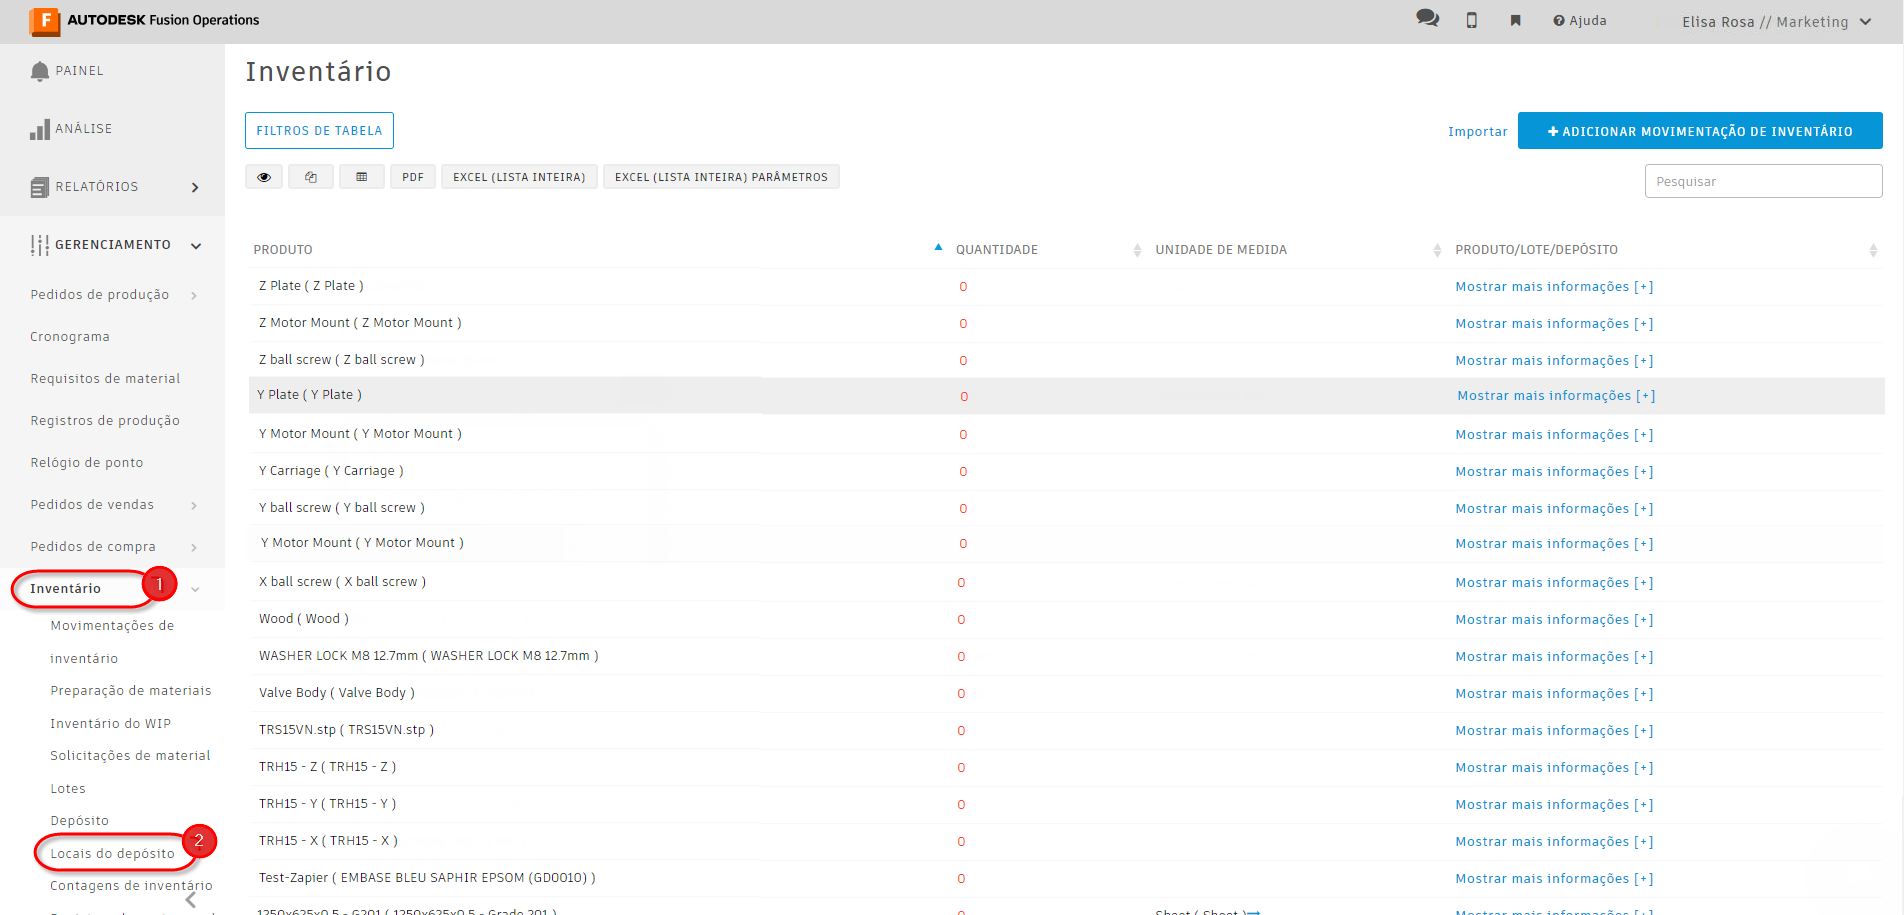 F AUTODESK Fusion Operations
Ajuda
Elisa Rosa // Marketing
PAINEL
ANÁLISE
RELATÓRIOS
GERENCIAMENTO
Pedidos de produção
Cronograma
Requisitos de material
Registros de produção
Relógio de ponto
Pedidos de vendas
Pedidos de compra
Inventário 1
Movimentações de
inventário
Preparação de materiais
Inventário do WIP
Solicitações de material
Lotes
Depósito
Locais do depósito 2
Contagens de inventário
Inventário
FILTROS DE TABELA
Importar
+ ADICIONAR MOVIMENTAÇÃO DE INVENTÁRIO
PDF
EXCEL (LISTA INTEIRA)
EXCEL (LISTA INTEIRA) PARÂMETROS
Pesquisar
PRODUTO QUANTIDADE UNIDADE DE MEDIDA PRODUTO/LOTE/DEPÓSITO
Z Plate ( Z Plate ) 0 Mostrar mais informações [+]
Z Motor Mount ( Z Motor Mount ) 0 Mostrar mais informações [+]
Z ball screw ( Z ball screw ) 0 Mostrar mais informações [+]
Y Plate ( Y Plate ) 0 Mostrar mais informações [+]
Y Motor Mount ( Y Motor Mount ) 0 Mostrar mais informações [+]
Y Carriage ( Y Carriage ) 0 Mostrar mais informações [+]
Y ball screw ( Y ball screw ) 0 Mostrar mais informações [+]
Y Motor Mount ( Y Motor Mount ) 0 Mostrar mais informações [+]
X ball screw ( X ball screw ) 0 Mostrar mais informações [+]
Wood ( Wood ) 0 Mostrar mais informações [+]
WASHER LOCK M8 12.7mm ( WASHER LOCK M8 12.7mm ) 0 Mostrar mais informações [+]
Valve Body ( Valve Body ) 0 Mostrar mais informações [+]
TRS15VN.stp ( TRS15VN.stp ) 0 Mostrar mais informações [+]
TRH15 - Z ( TRH15 - Z ) 0 Mostrar mais informações [+]
TRH15 - Y ( TRH15 - Y ) 0 Mostrar mais informações [+]
TRH15 - X ( TRH15 - X ) 0 Mostrar mais informações [+]
Test-Zapier ( EMBASE BLEU SAPHIR EPSOM (GD0010) ) 0 Mostrar mais informações [+]
1250x625x0.5 - G201 ( 1250x625x0.5 - Grade 201 ) 0 Sheet ( Sheet ) Mostrar mais informações [+]